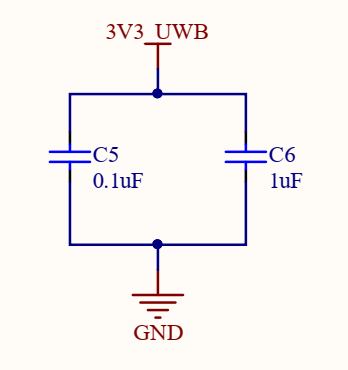 3V3_UWB
C5
0.1uF
C6
1uF
GND